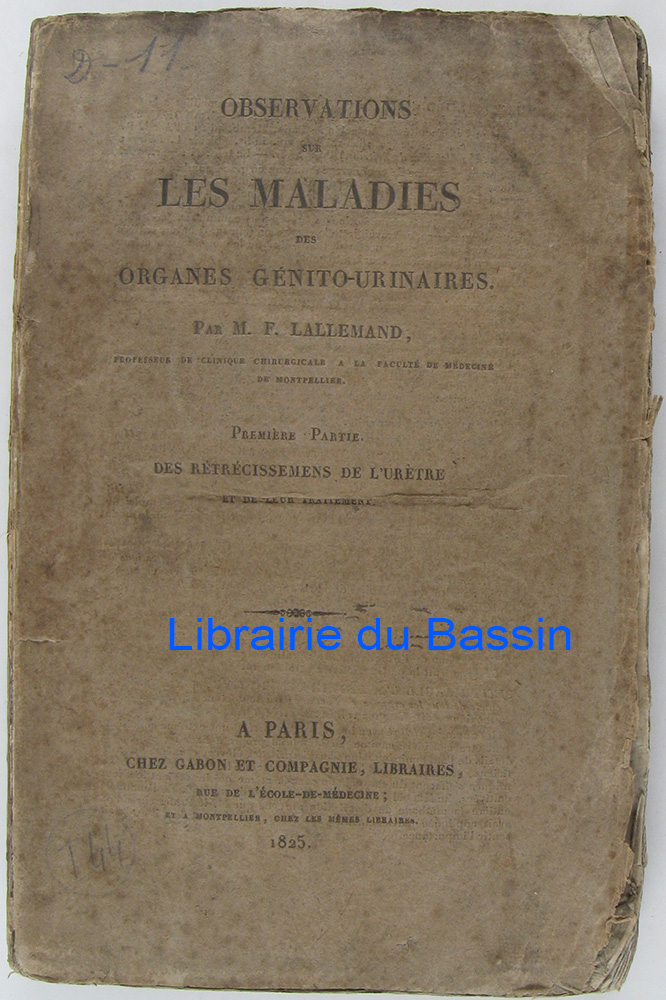 D-11
OBSERVATIONS
SUR
LES MALADIES
DES
ORGANES GÉNITO-URINAIRES.
PAR M. F. LALLEMAND,
PROFESSEUR DE CLINIQUE CHIRURGICALE A LA FACULTÉ DE MÉDECINE
DE MONTPELLIER.
PREMIÈRE PARTIE.
DES RÉTRÉCISSEMENS DE L'URÈTRE
ET DE LEUR TRAITEMENT.
Librairie du Bassin
A PARIS,
CHEZ GABON ET COMPAGNIE, LIBRAIRES,
RUE DE L'ÉCOLE-DE-MÉDECINE;
ET A MONTPELLIER, CHEZ LES MÊMES LIBRAIRES.
1825.
144